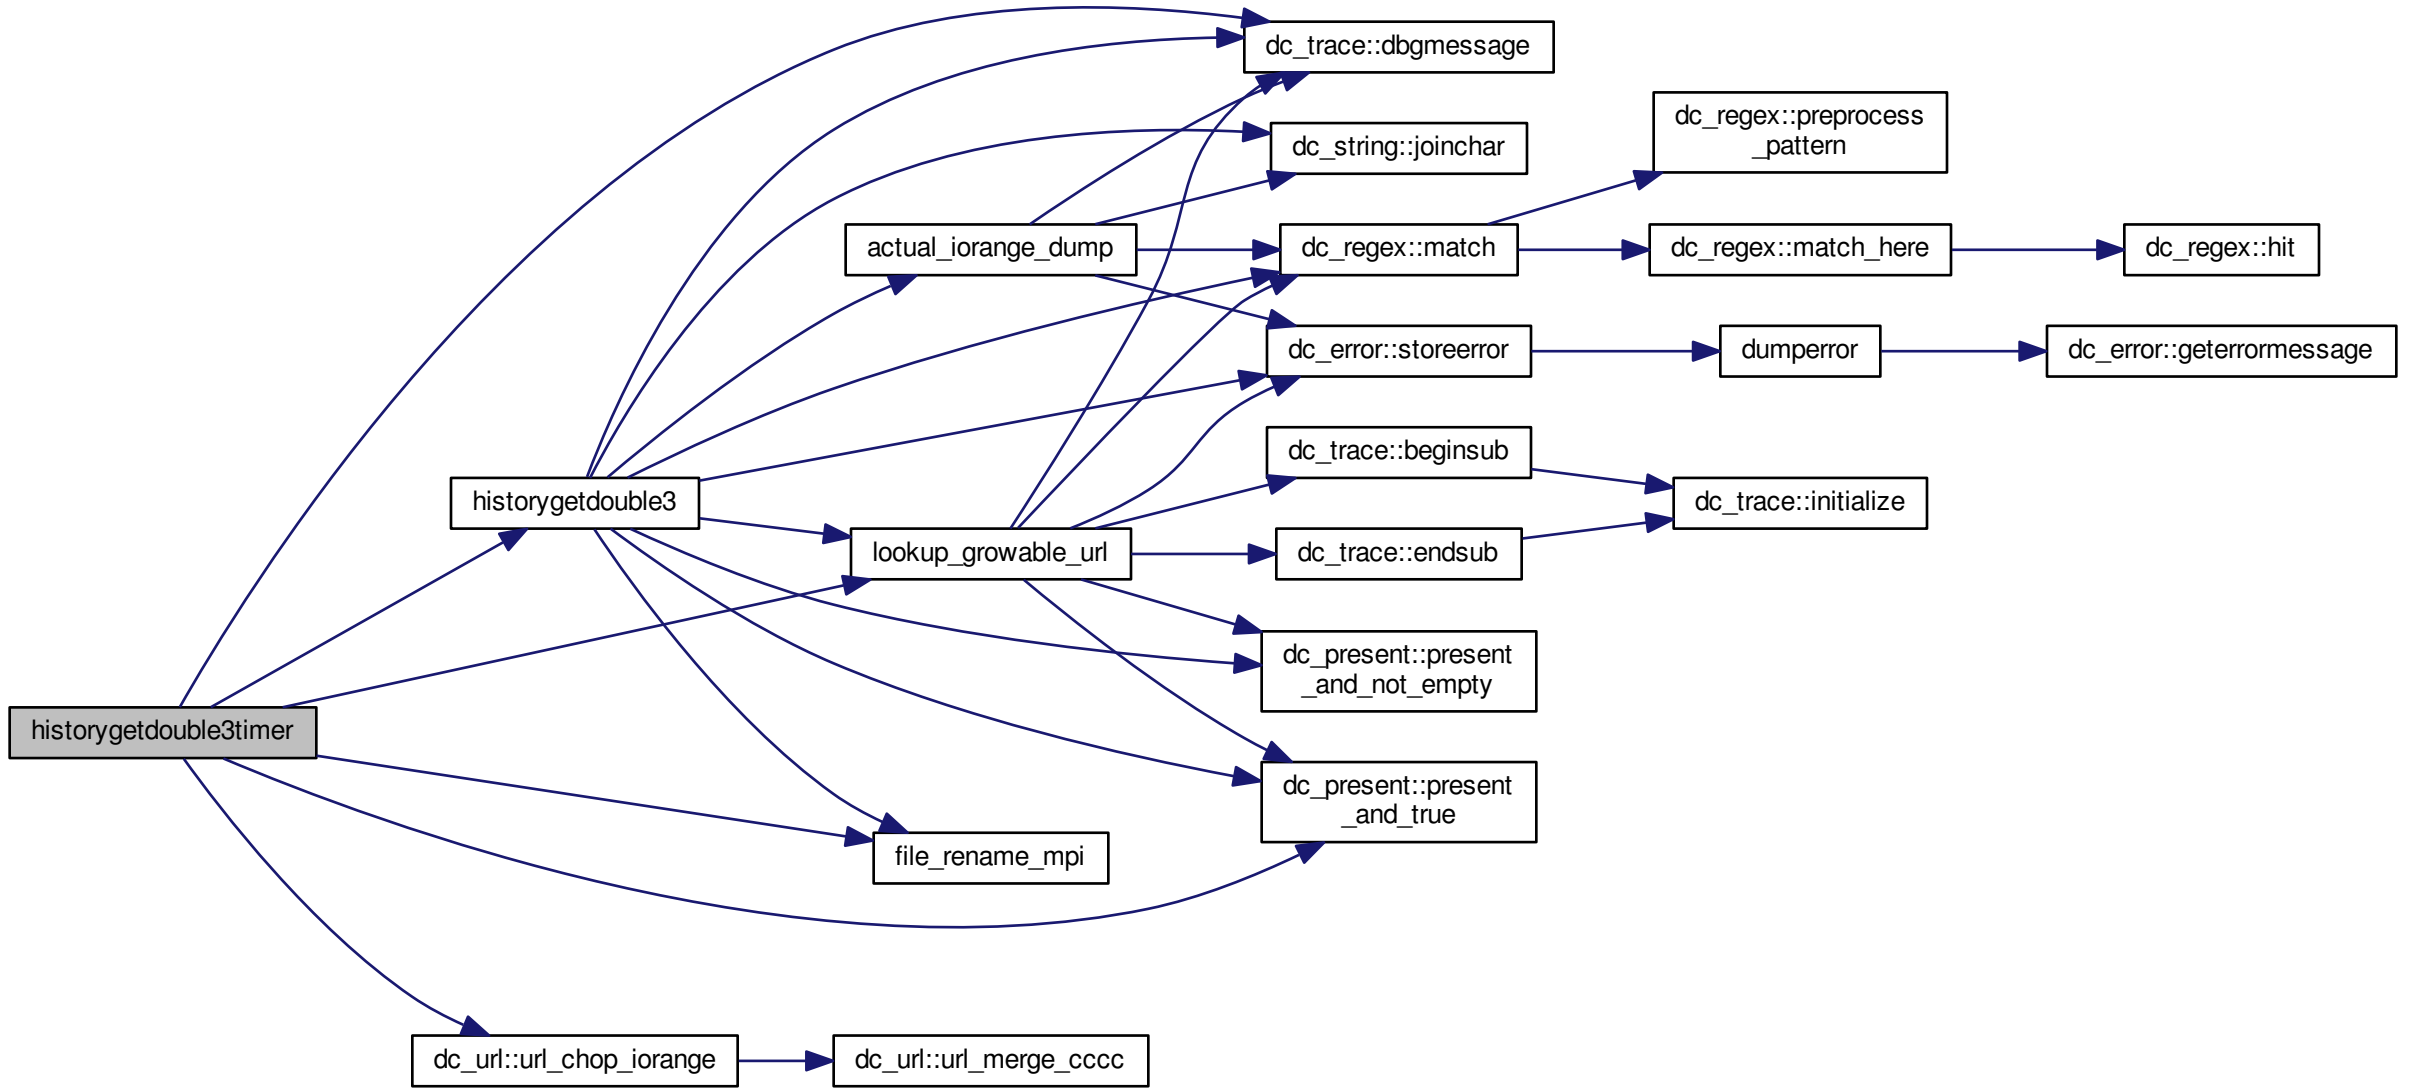 dc_trace::dbgmessage
dc_regex::preprocess
_pattern
dc_string::joinchar
actual_iorange_dump
dc_regex::match
dc_regex::match_here
dc_regex::hit
dc_error::storeerror
dumperror
dc_error::geterrormessage
dc_trace::beginsub
historygetdouble3
dc_trace::initialize
lookup_growable_url
dc_trace::endsub
dc_present::present
_and_not_empty
historygetdouble3timer
dc_present::present
_and_true
file_rename_mpi
dc_url::url_chop_iorange
dc_url::url_merge_cccc